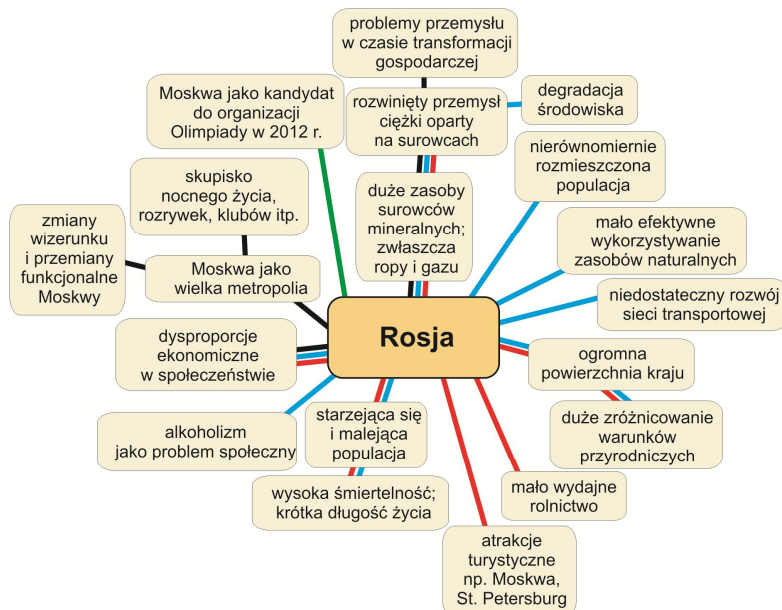 problemy przemysłu
w czasie transformacji
gospodarczej
Moskwa jako kandydat
do organizacji
Olimpiady w 2012 r.
rozwinięty przemysł
ciężki oparty
na surowcach
degradacja
środowiska
nierównomiernie
rozmieszczona
populacja
skupisko
nocnego życia,
rozrywek, klubów itp.
duże zasoby
surowców
mineralnych;
zwłaszcza
ropy i gazu
zmiany
wizerunku
i przemiany
funkcjonalne
Moskwy
Moskwa jako
wielka metropolia
mało efektywne
wykorzystywanie
zasobów naturalnych
niedostateczny rozwój
sieci transportowej
Rosja
dysproporcje
ekonomiczne
w społeczeństwie
ogromna
powierzchnia kraju
alkoholizm
jako problem społeczny
starzejąca się
i malejąca
populacja
duże zróżnicowanie
warunków
przyrodniczych
wysoka śmiertelność;
krótka długość życia
mało wydajne
rolnictwo
atrakcje
turystyczne
np. Moskwa,
St. Petersburg